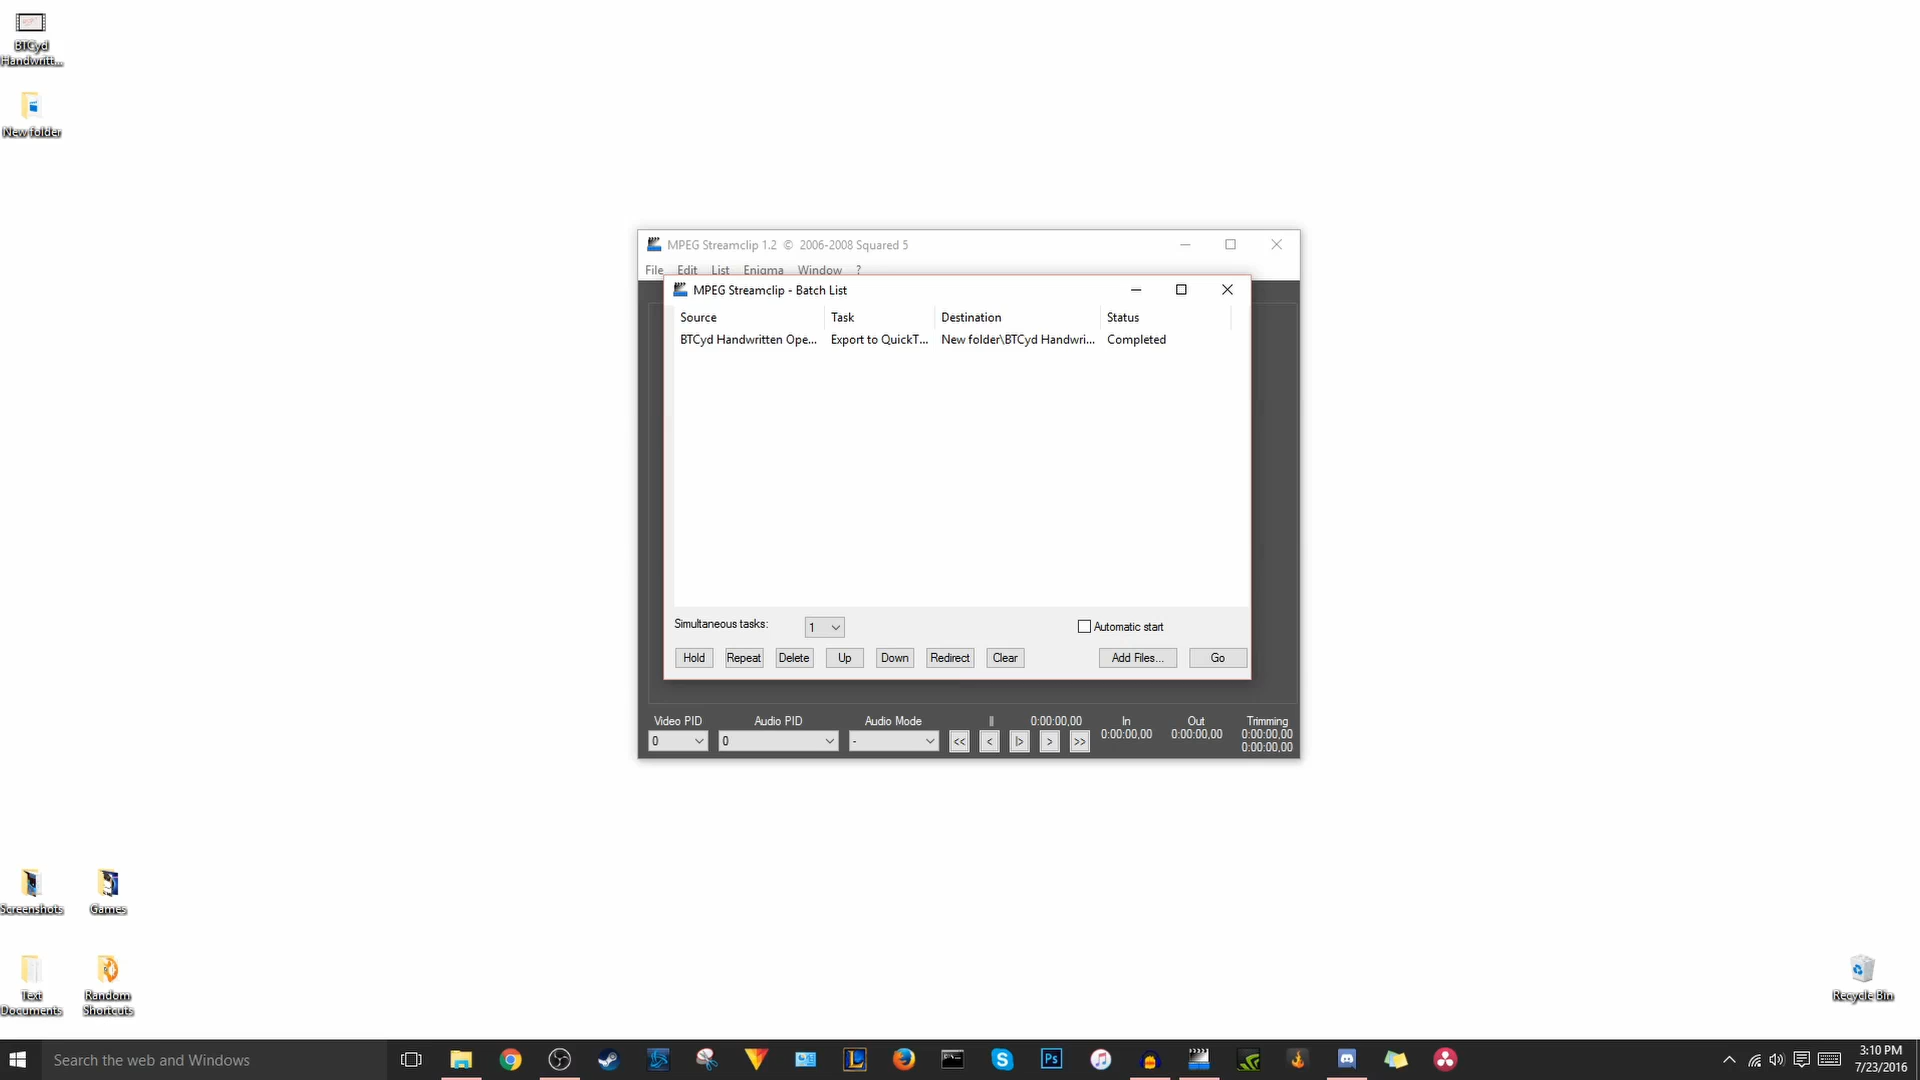 BTCyd
Handwritt...
New folder
MPEG Streamclip 1.2 © 2006-2008 Squared 5
File Edit List Enigma Window ?
MPEG Streamclip - Batch List
Source Task Destination Status
BTCyd Handwritten Ope... Export to QuickT... New folder\BTCyd Handwri... Completed
Simultaneous tasks: 1 Automatic start
Hold Repeat Delete Up Down Redirect Clear Add Files... Go
Video PID Audio PID Audio Mode || 0:00:00,00 In Out Trimming
0 0 - << < |> > >> 0:00:00,00 0:00:00,00 0:00:00,00
0:00:00,00
Screenshots Games
Text
Documents
Random
Shortcuts
Recycle Bin
Search the web and Windows
Ps
3:10 PM
7/23/2016